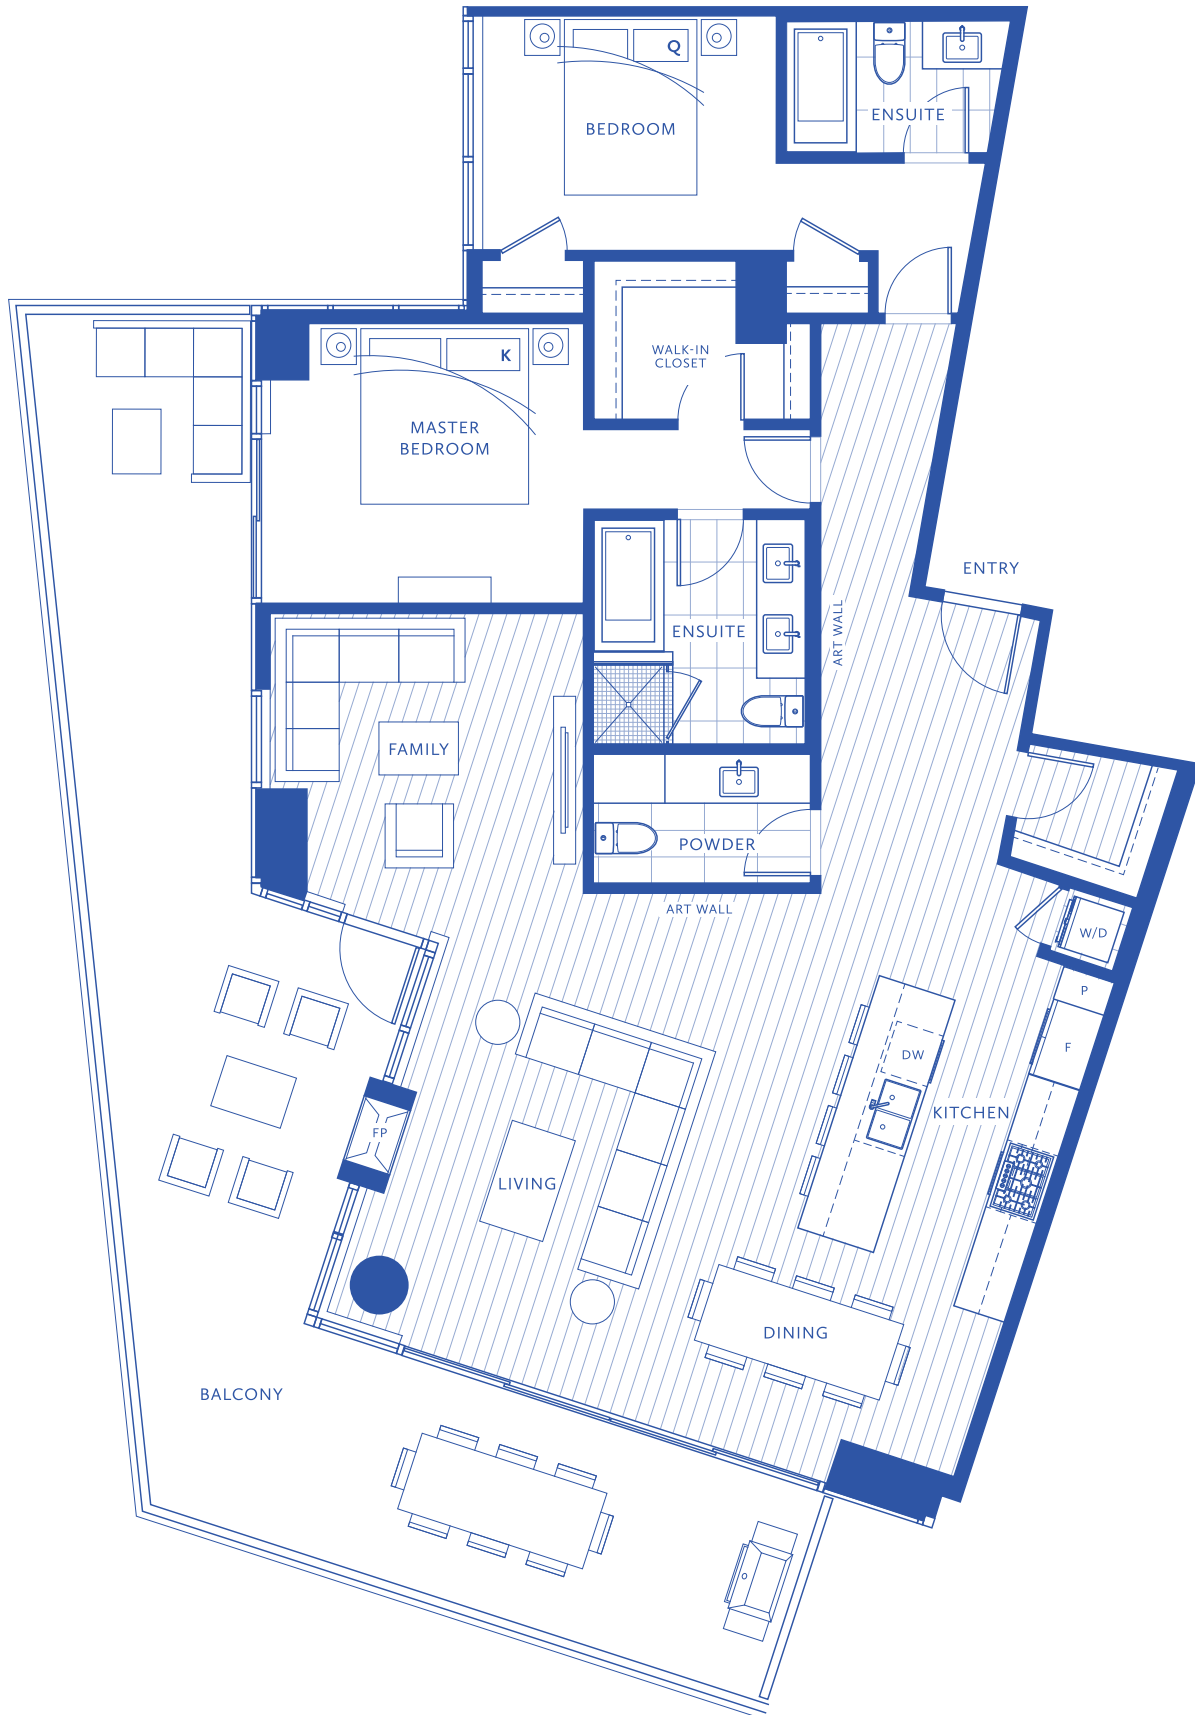 Q
ENSUITE
BEDROOM
WALK-IN
CLOSET
K
MASTER
BEDROOM
ENTRY
ART WALL
ENSUITE
FAMILY
POWDER
ART WALL
W/D
P
F
DW
KITCHEN
FP
LIVING
DINING
BALCONY